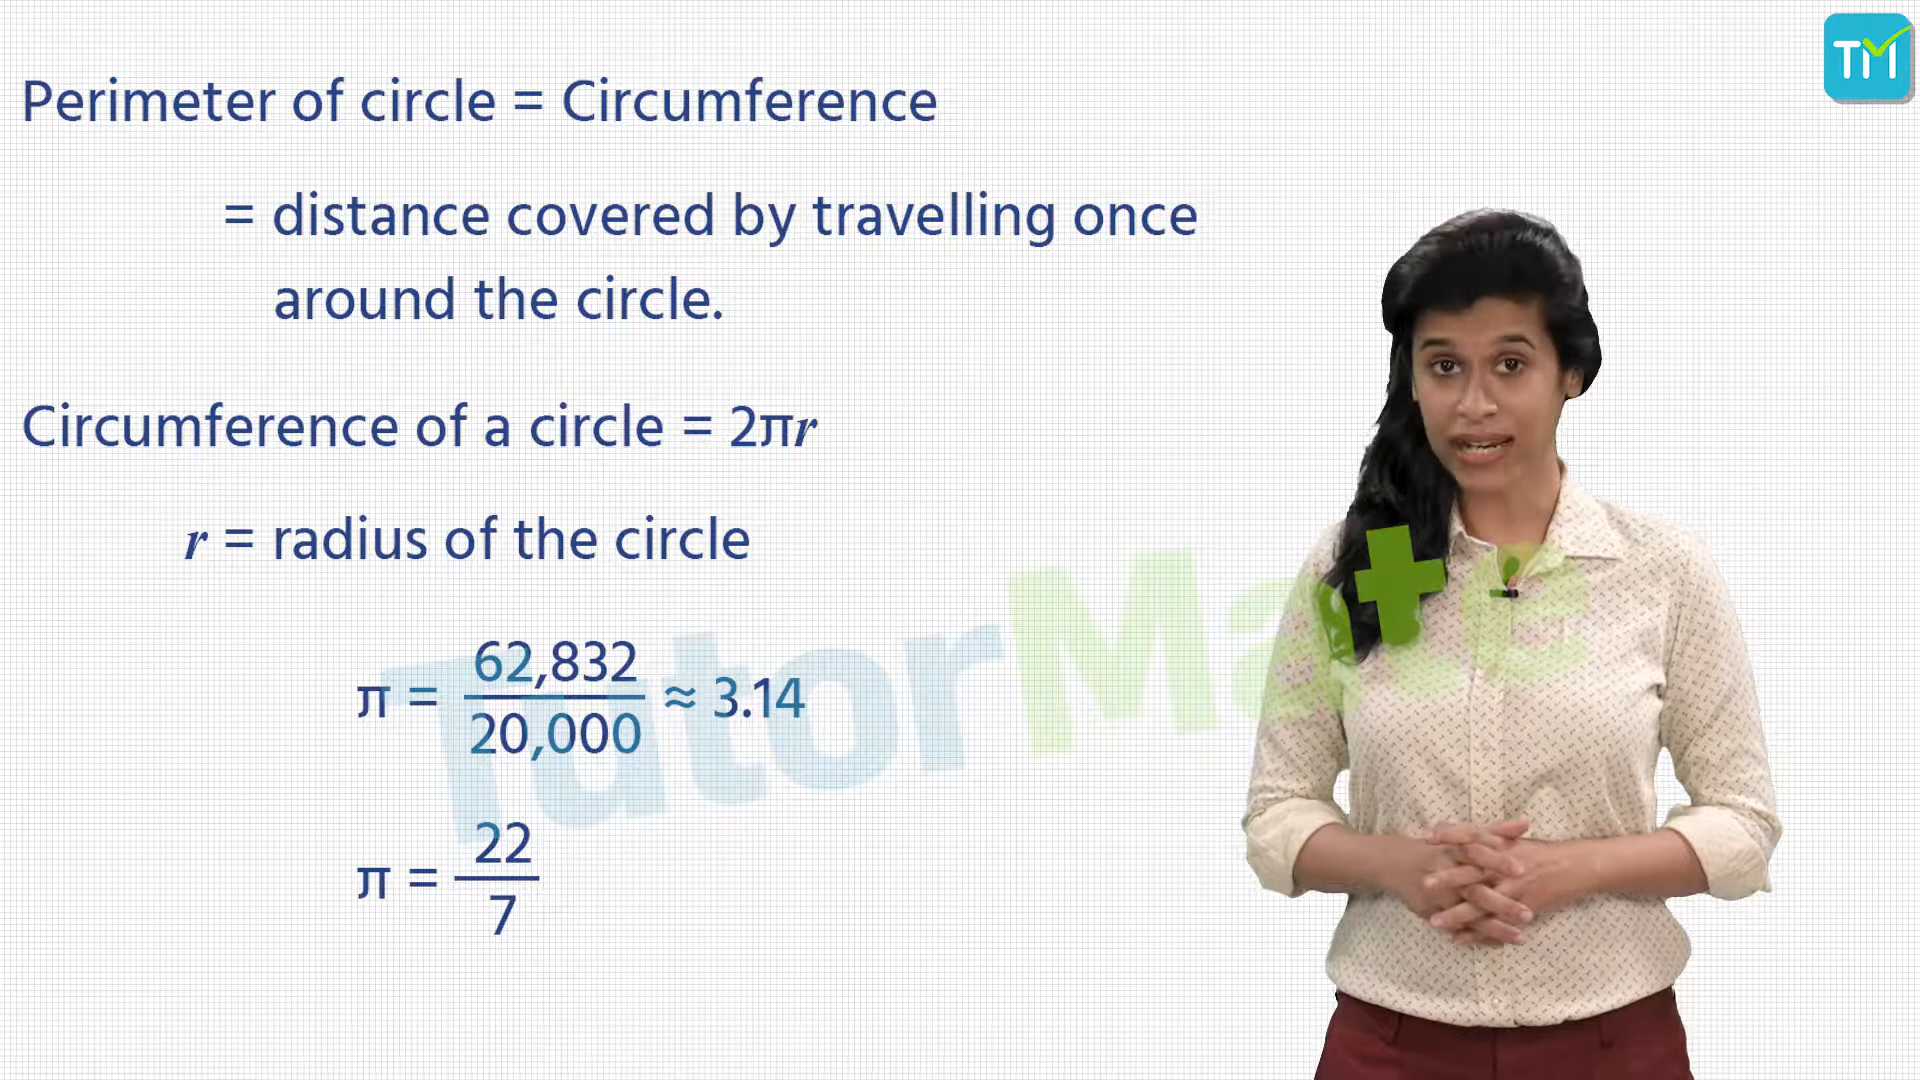 TM
Perimeter of circle = Circumference
= distance covered by travelling once
around the circle.
Circumference of a circle = 2πr
r = radius of the circle
π = 62,832/20,000 ≈ 3.14
π = 22/7
TutorMate